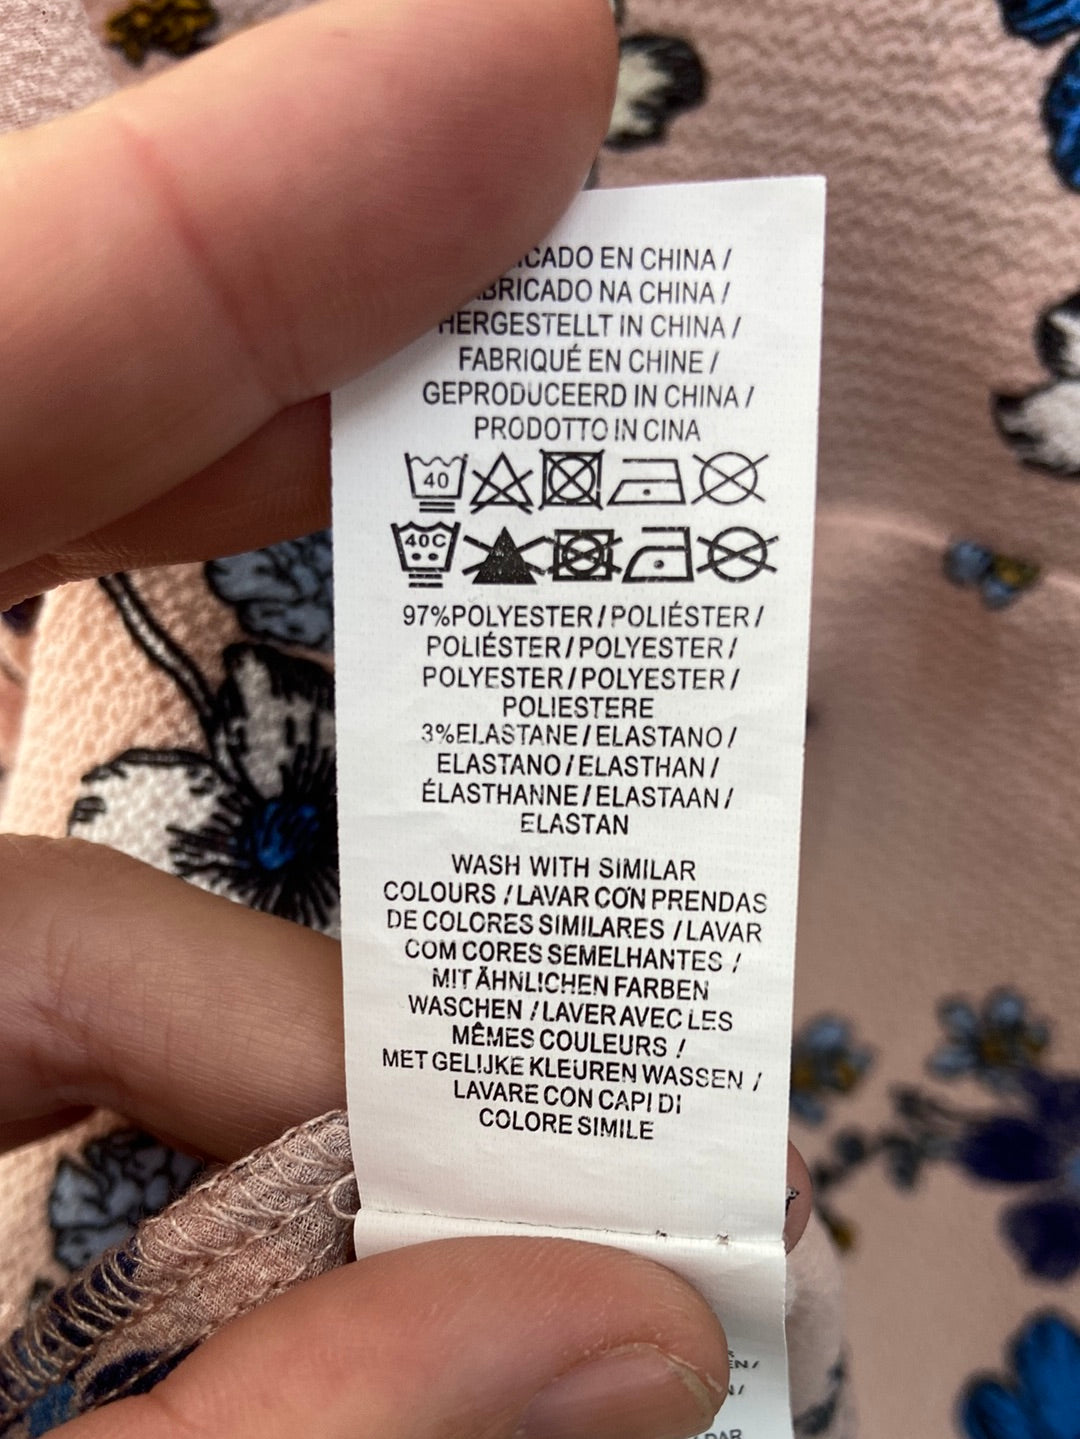 EN CHINA /
NA CHINA /
HERGESTELLT IN CHINA /
FABRIQUÉ EN CHINE /
GEPRODUCEERD IN CHINA /
PRODOTTO IN CINA
40
40C
97%POLYESTER / POLIÉSTER /
POLIÉSTER / POLYESTER /
POLYESTER / POLYESTER /
POLIESTERE
3%ELASTANE / ELASTANO /
ELASTANO / ELASTHAN /
ÉLASTHANNE / ELASTAAN /
ELASTAN
WASH WITH SIMILAR
COLOURS / LAVAR CON PRENDAS
DE COLORES SIMILARES / LAVAR
COM CORES SEMELHANTES /
MIT ÄHNLICHEN FARBEN
WASCHEN / LAVER AVEC LES
MÊMES COULEURS /
MET GELIJKE KLEUREN WASSEN /
LAVARE CON CAPI DI
COLORE SIMILE